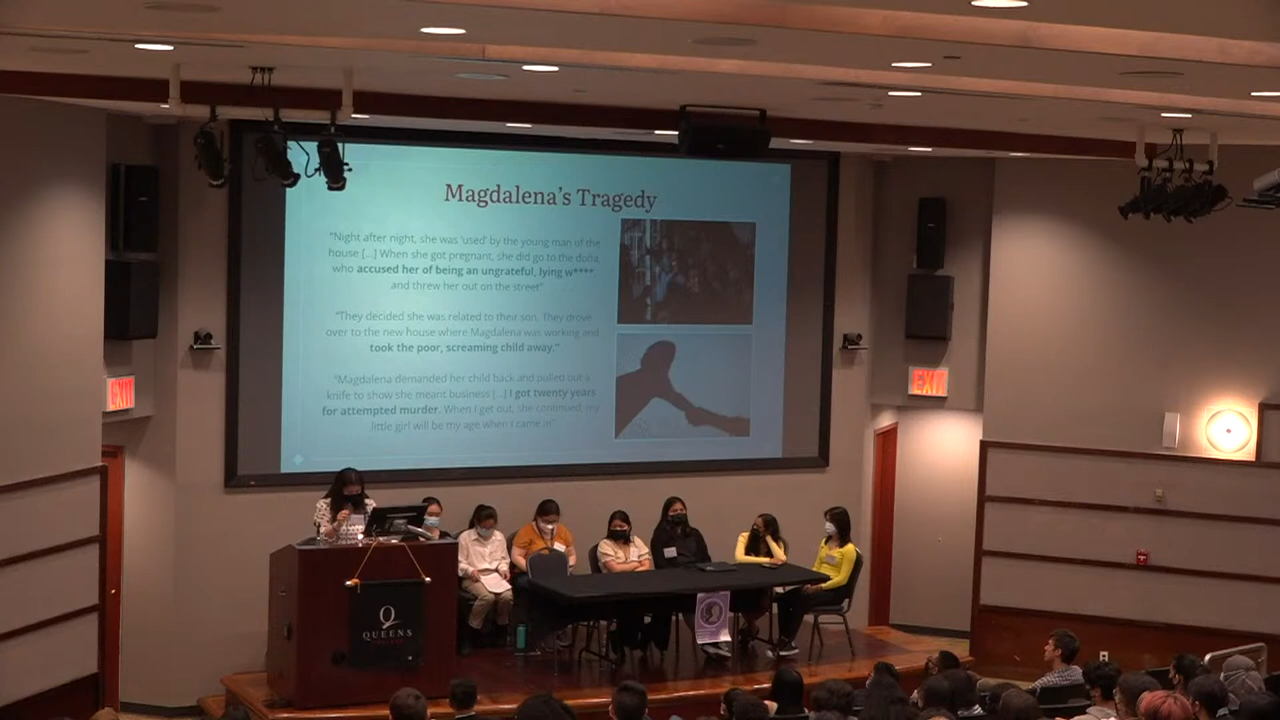 Magdalena's Tragedy
"Night after night, she was 'used' by the young man of the
house [...] When she got pregnant, she did go to the doña,
who accused her of being an ungrateful, lying w****
and threw her out on the street"
"They decided she was related to their son. They drove
over to the new house where Magdalena was working and
took the poor, screaming child away."
"Magdalena demanded her child back and pulled out a
knife to show she meant business [...] I got twenty years
for attempted murder. When I get out, she continued, my
little girl will be my age when I came in"
EXIT
EXIT
Q
QUEENS
COLLEGE